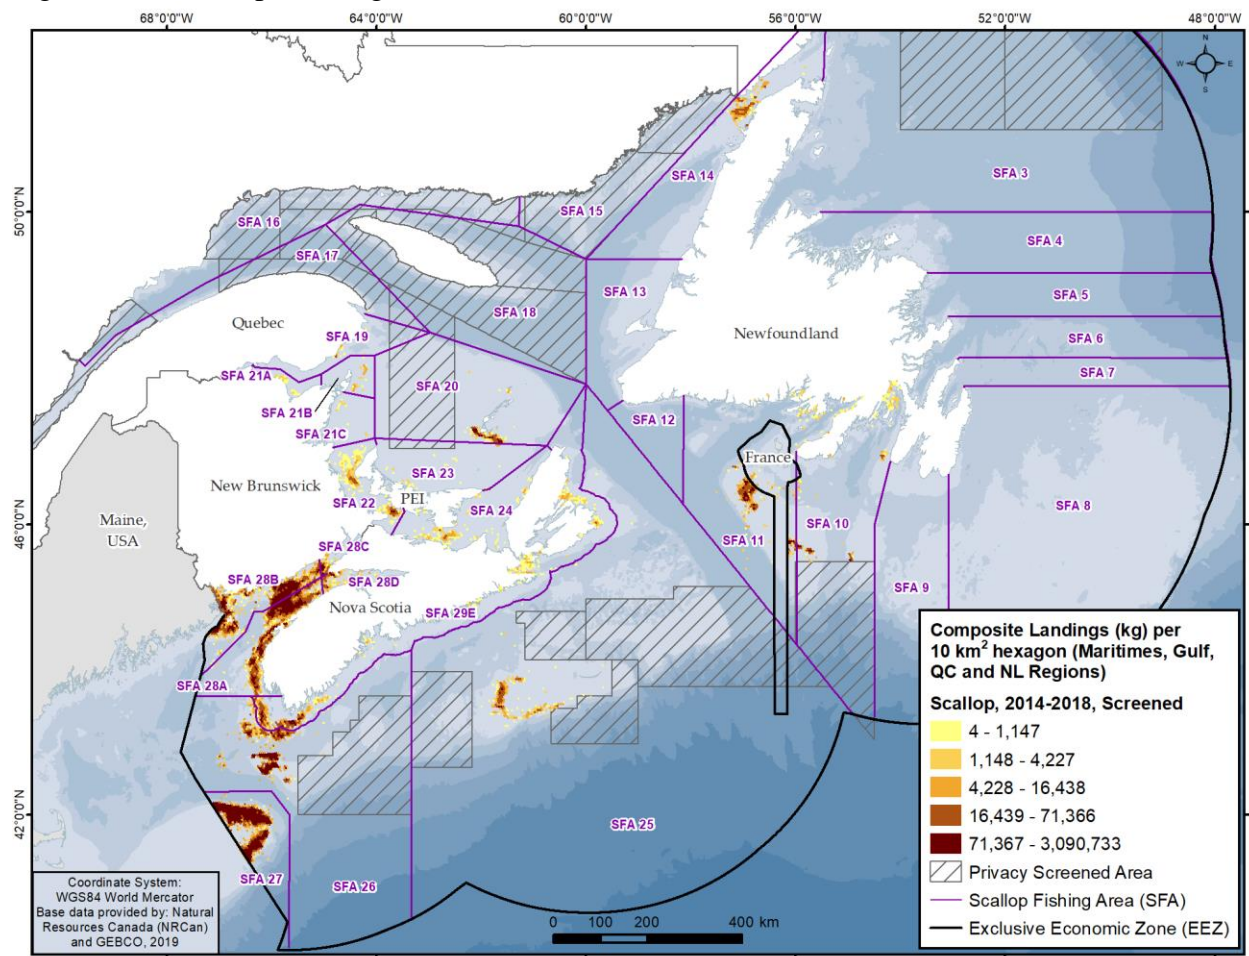 68°0'0"W
64°0'0"W
60°0'0"W
56°0'0"W
52°0'0"W
48°0'0"W
N
W
E
S
50°0'0"N
46°0'0"N
42°0'0"N
SFA 3
SFA 14
SFA 15
SFA 16
SFA 4
SFA 17
SFA 13
SFA 5
SFA 18
Quebec
SFA 19
Newfoundland
SFA 6
SFA 21A
SFA 20
SFA 7
SFA 21B
SFA 12
SFA 21C
France
SFA 23
New Brunswick
SFA 22
PEI
SFA 24
SFA 8
Maine,
USA
SFA 10
SFA 11
SFA 28C
SFA 28B
SFA 28D
SFA 9
Nova Scotia
SFA 29E
SFA 28A
SFA 25
SFA 27
SFA 26
Composite Landings (kg) per
10 km² hexagon (Maritimes, Gulf,
QC and NL Regions)
Scallop, 2014-2018, Screened
4 - 1,147
1,148 - 4,227
4,228 - 16,438
16,439 - 71,366
71,367 - 3,090,733
Privacy Screened Area
Scallop Fishing Area (SFA)
Exclusive Economic Zone (EEZ)
Coordinate System:
WGS84 World Mercator
Base data provided by: Natural
Resources Canada (NRCan)
and GEBCO, 2019
0 100 200 400 km